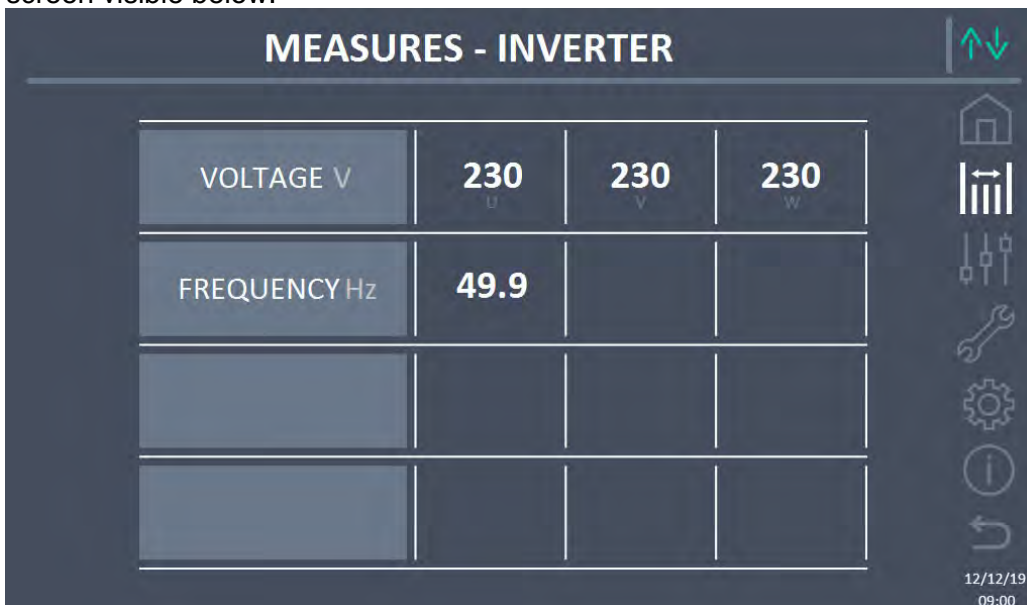 screen visible below.
MEASURES - INVERTER
VOLTAGE V 230 230 230
U V W
FREQUENCY Hz 49.9
12/12/19
09:00